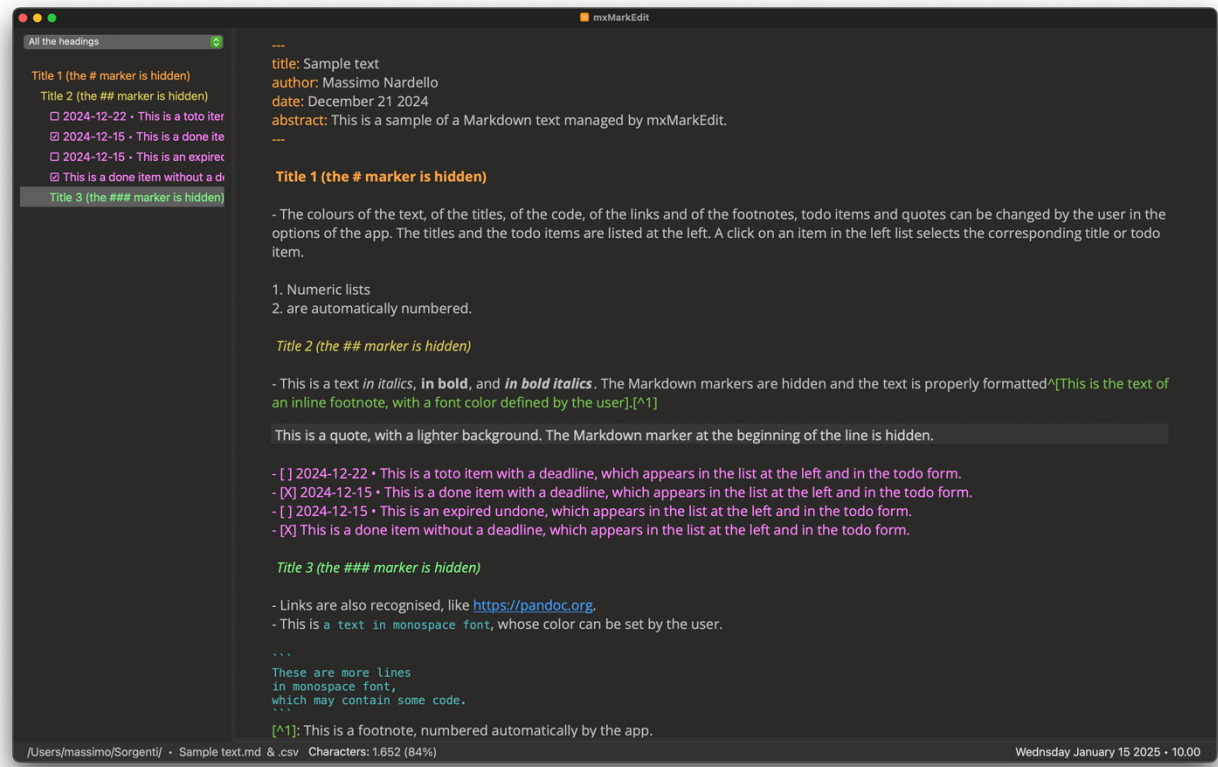 mxMarkEdit
All the headings
Title 1 (the # marker is hidden)
Title 2 (the ## marker is hidden)
☐ 2024-12-22 • This is a toto iter
☑ 2024-12-15 • This is a done ite
☐ 2024-12-15 • This is an expired
☑ This is a done item without a de
Title 3 (the ### marker is hidden)
---
title: Sample text
author: Massimo Nardello
date: December 21 2024
abstract: This is a sample of a Markdown text managed by mxMarkEdit.
---
Title 1 (the # marker is hidden)
- The colours of the text, of the titles, of the code, of the links and of the footnotes, todo items and quotes can be changed by the user in the
options of the app. The titles and the todo items are listed at the left. A click on an item in the left list selects the corresponding title or todo
item.
1. Numeric lists
2. are automatically numbered.
Title 2 (the ## marker is hidden)
- This is a text in italics, in bold, and in bold italics. The Markdown markers are hidden and the text is properly formatted^[This is the text of
an inline footnote, with a font color defined by the user].[^1]
This is a quote, with a lighter background. The Markdown marker at the beginning of the line is hidden.
- [ ] 2024-12-22 • This is a toto item with a deadline, which appears in the list at the left and in the todo form.
- [X] 2024-12-15 • This is a done item with a deadline, which appears in the list at the left and in the todo form.
- [ ] 2024-12-15 • This is an expired undone, which appears in the list at the left and in the todo form.
- [X] This is a done item without a deadline, which appears in the list at the left and in the todo form.
Title 3 (the ### marker is hidden)
- Links are also recognised, like https://pandoc.org.
- This is a text in monospace font, whose color can be set by the user.
```
These are more lines
in monospace font,
which may contain some code.
```
[^1]: This is a footnote, numbered automatically by the app.
/Users/massimo/Sorgenti/ • Sample text.md & .csv Characters: 1.652 (84%)
Wednsday January 15 2025 • 10.00